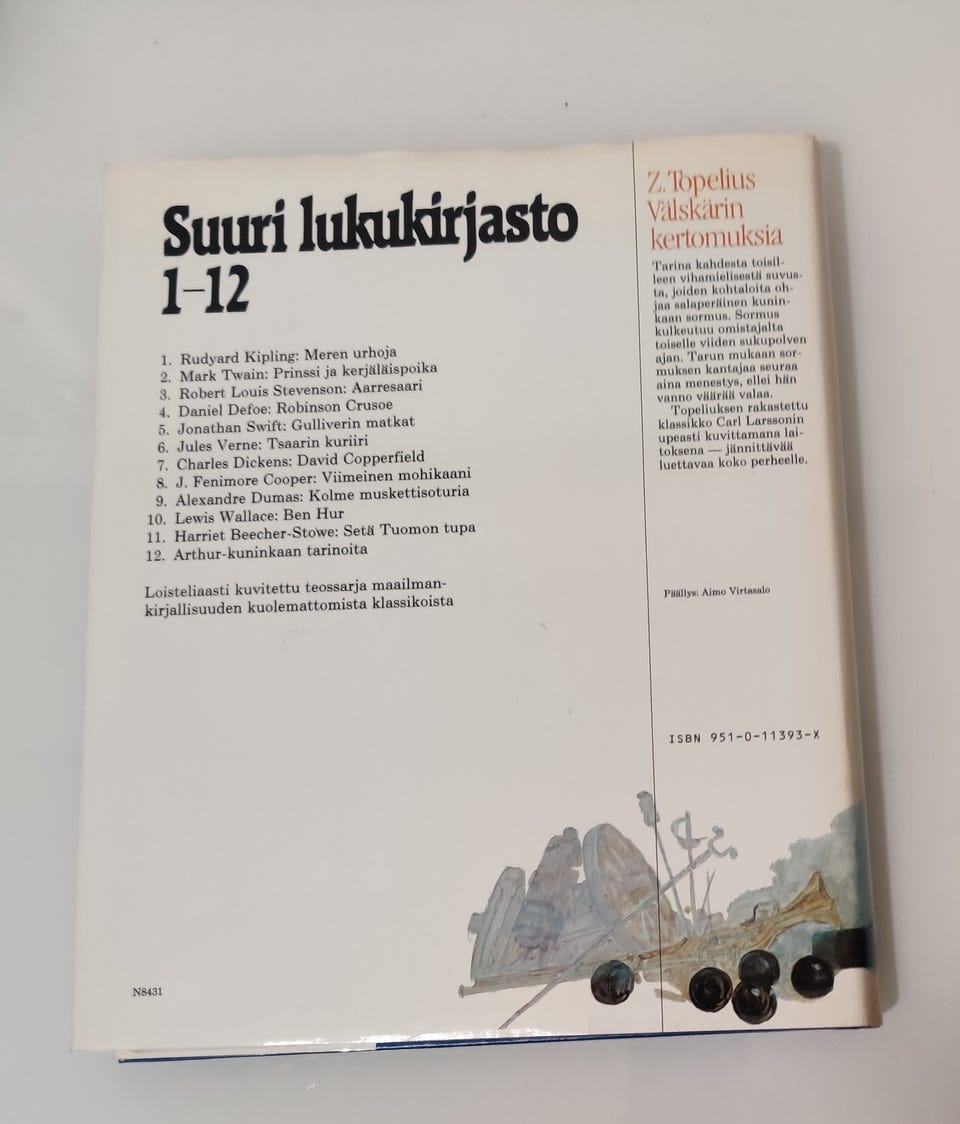 Suuri lukukirjasto
1–12
1. Rudyard Kipling: Meren urhoja
2. Mark Twain: Prinssi ja kerjäläispoika
3. Robert Louis Stevenson: Aarresaari
4. Daniel Defoe: Robinson Crusoe
5. Jonathan Swift: Gulliverin matkat
6. Jules Verne: Tsaarin kuriiri
7. Charles Dickens: David Copperfield
8. J. Fenimore Cooper: Viimeinen mohikaani
9. Alexandre Dumas: Kolme muskettisoturia
10. Lewis Wallace: Ben Hur
11. Harriet Beecher-Stowe: Setä Tuomon tupa
12. Arthur-kuninkaan tarinoita
Loisteliaasti kuvitettu teossarja maailman-
kirjallisuuden kuolemattomista klassikoista
N8431
Z. Topelius
Välskärin
kertomuksia
Tarina kahdesta toisil-
leen vihamielisestä suvus-
ta, joiden kohtaloita oh-
jaa salaperäinen kunin-
kaan sormus. Sormus
kulkeutuu omistajalta
toiselle viiden sukupolven
ajan. Tarun mukaan sor-
muksen kantajaa seuraa
aina menestys, ellei hän
vanno väärää valaa.
Topeliuksen rakastettu
klassikko Carl Larssonin
upeasti kuvittamana lai-
toksena — jännittävää
luettavaa koko perheelle.
Päällys: Aimo Virtasalo
ISBN 951-0-11393-X